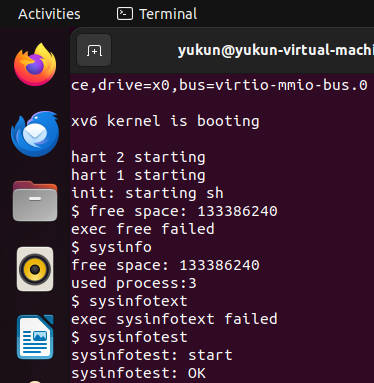 Activities
Terminal
yukun@yukun-virtual-machi
ce,drive=x0,bus=virtio-mmio-bus.0
xv6 kernel is booting
hart 2 starting
hart 1 starting
init: starting sh
$ free space: 133386240
exec free failed
$ sysinfo
free space: 133386240
used process:3
$ sysinfotext
exec sysinfotext failed
$ sysinfotest
sysinfotest: start
sysinfotest: OK